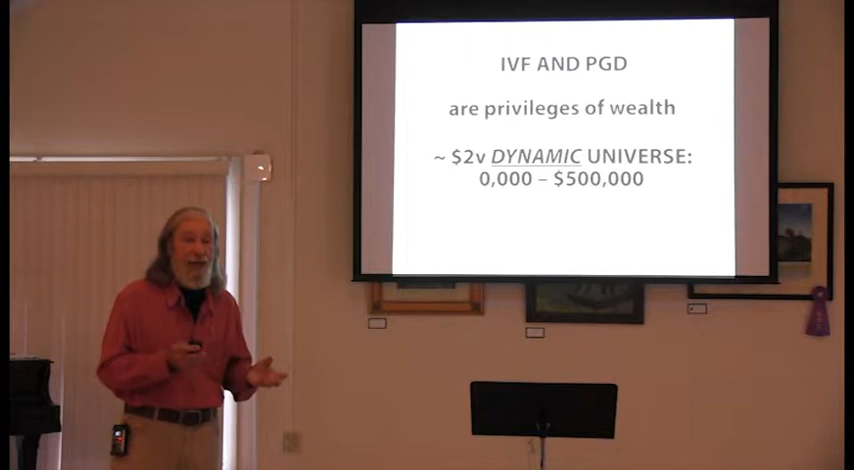 IVF AND PGD
are privileges of wealth
~ $2v DYNAMIC UNIVERSE:
0,000 – $500,000